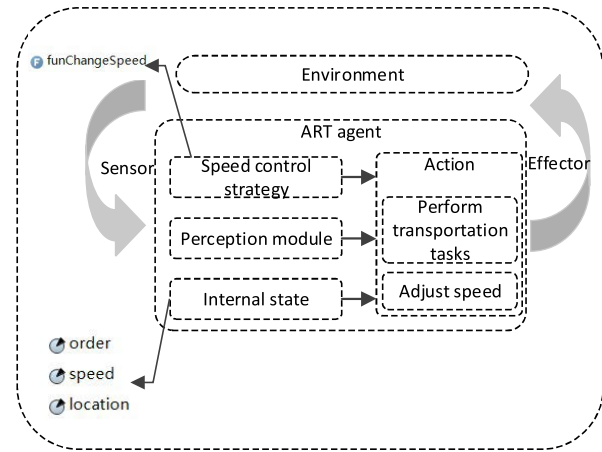 F funChangeSpeed
Environment
ART agent
Sensor
Speed control
strategy
Perception module
Internal state
Action
Perform
transportation
tasks
Adjust speed
Effector
order
speed
location